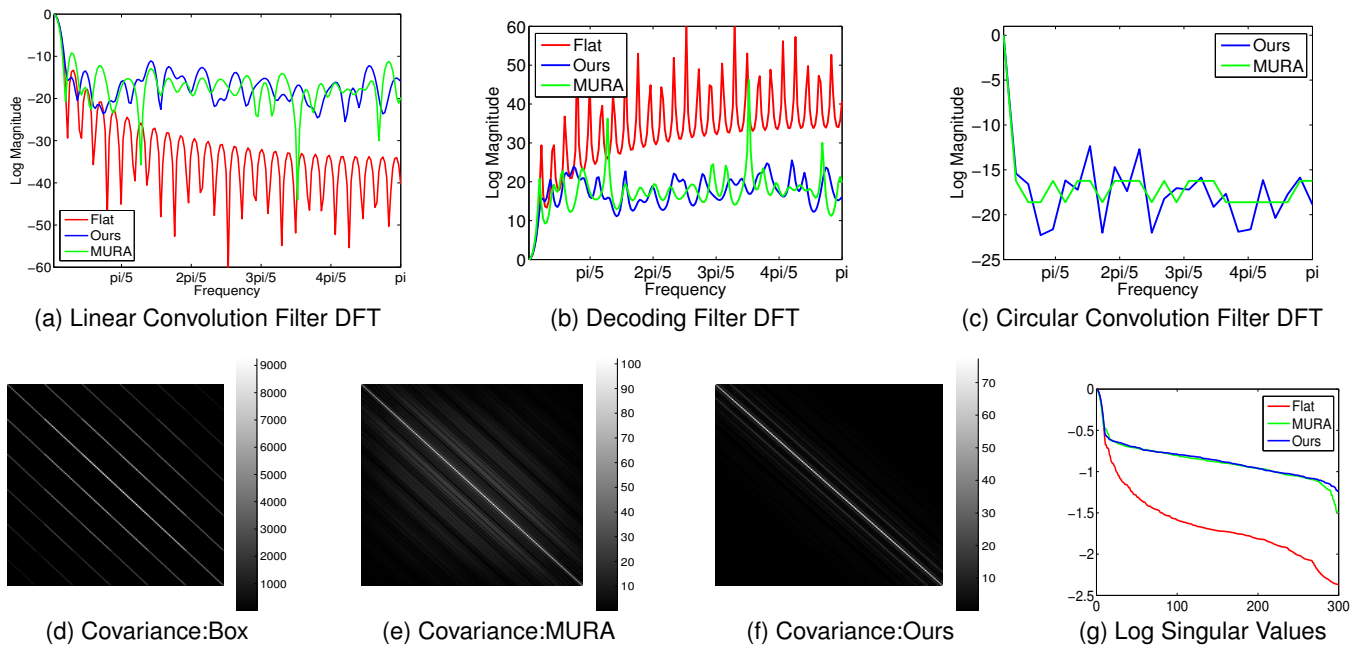 0
−10
−20
−30
−40
−50
−60
Log Magnitude
Flat
Ours
MURA
pi/5
2pi/5
3pi/5
4pi/5
pi
Frequency
(a) Linear Convolution Filter DFT
60
50
40
30
20
10
0
Log Magnitude
Flat
Ours
MURA
pi/5
2pi/5
3pi/5
4pi/5
pi
Frequency
(b) Decoding Filter DFT
0
−5
−10
−15
−20
−25
Log Magnitude
Ours
MURA
pi/5
2pi/5
3pi/5
4pi/5
pi
Frequency
(c) Circular Convolution Filter DFT
9000
8000
7000
6000
5000
4000
3000
2000
1000
(d) Covariance:Box
100
90
80
70
60
50
40
30
20
10
(e) Covariance:MURA
70
60
50
40
30
20
10
(f) Covariance:Ours
0
−0.5
−1
−1.5
−2
−2.5
Flat
MURA
Ours
0
100
200
300
(g) Log Singular Values